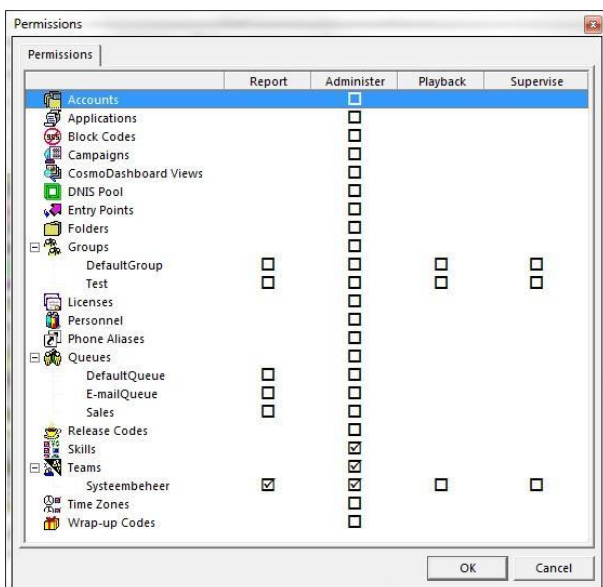 Permissions
Permissions
Report Administer Playback Supervise
Accounts
Applications
Block Codes
Campaigns
CosmoDashboard Views
DNIS Pool
Entry Points
Folders
Groups
DefaultGroup
Test
Licenses
Personnel
Phone Aliases
Queues
DefaultQueue
E-mailQueue
Sales
Release Codes
Skills
Teams
Systeembeheer
Time Zones
Wrap-up Codes
OK Cancel